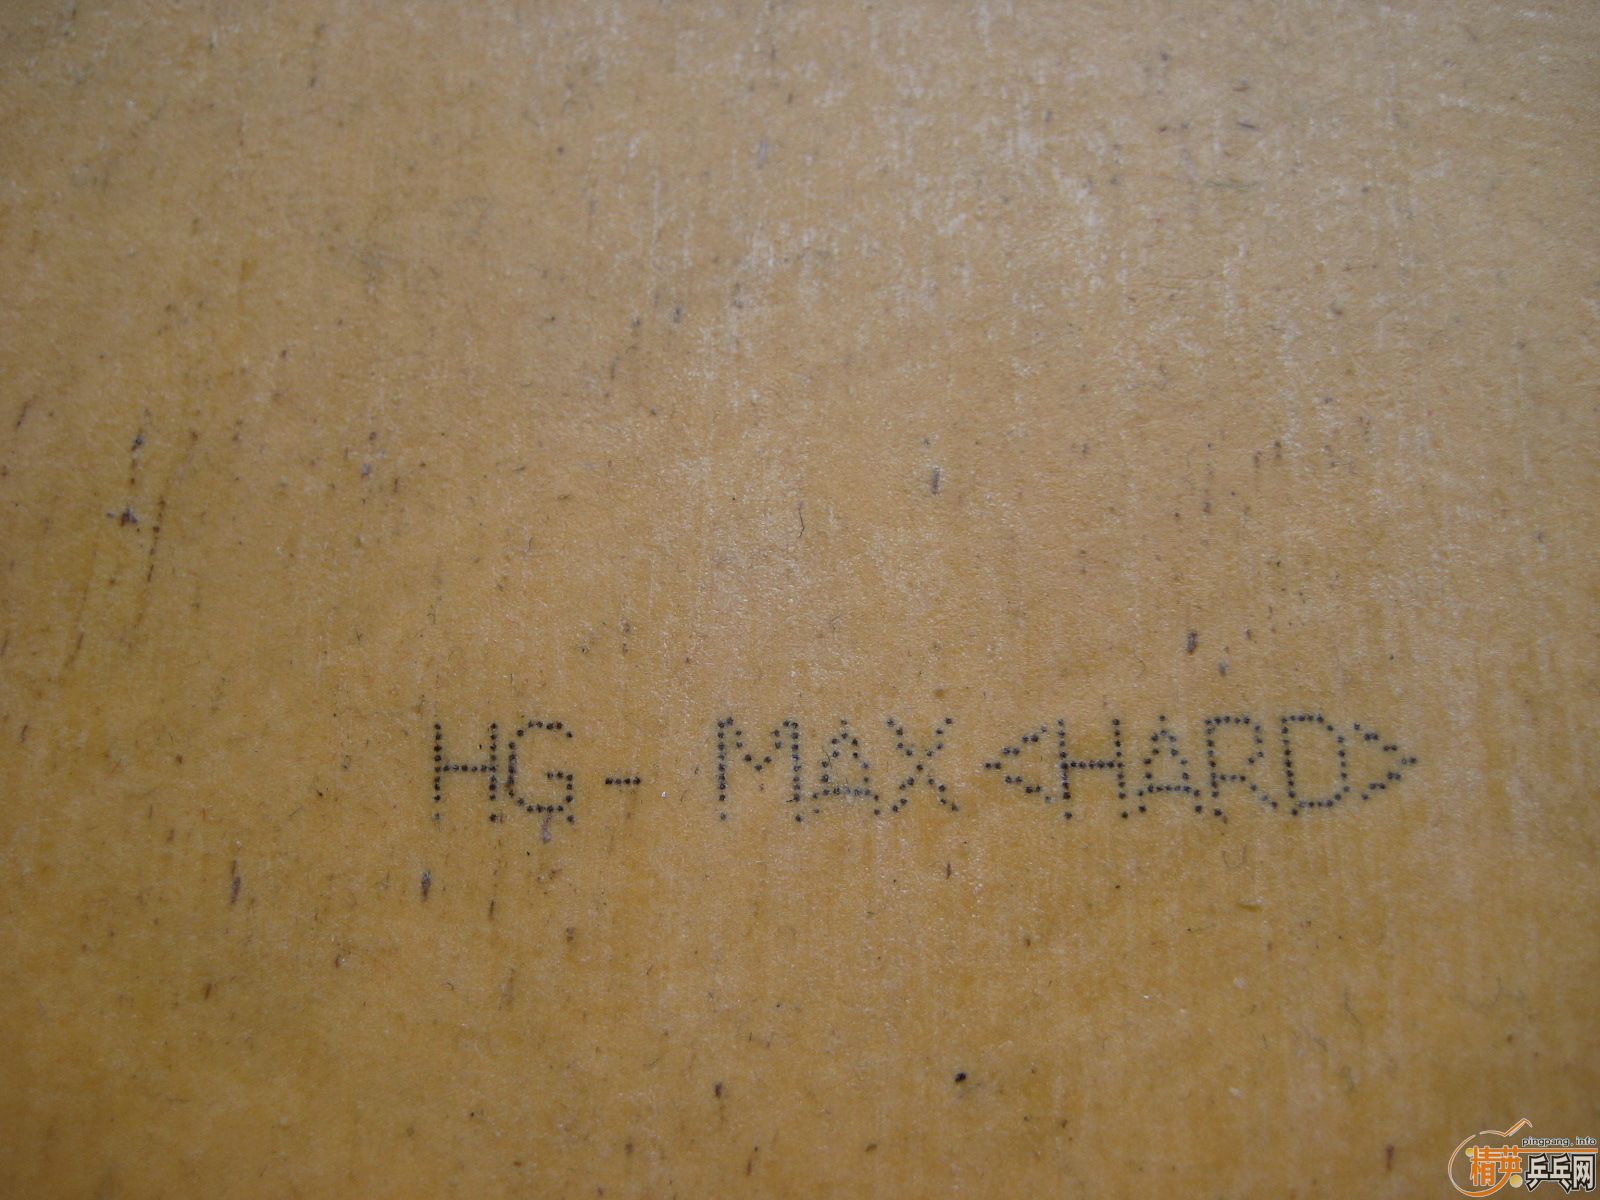 HG-MAX<HARD>
pingpang.info
精英乒乓网